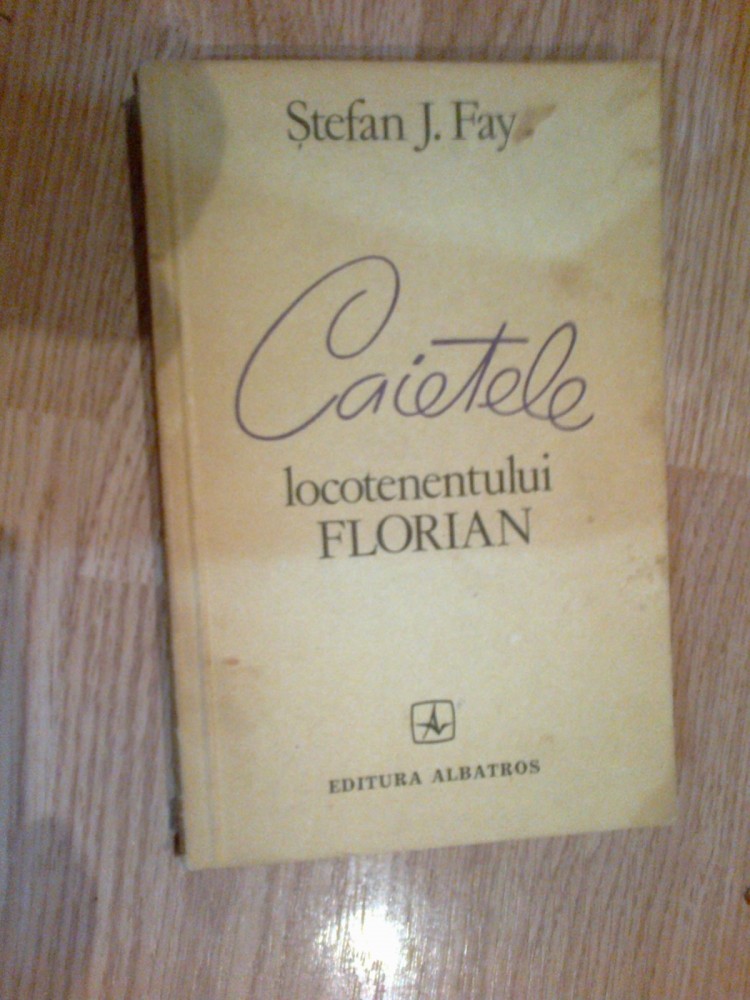 Ștefan J. Fay
Caietele
locotenentului
FLORIAN
EDITURA ALBATROS